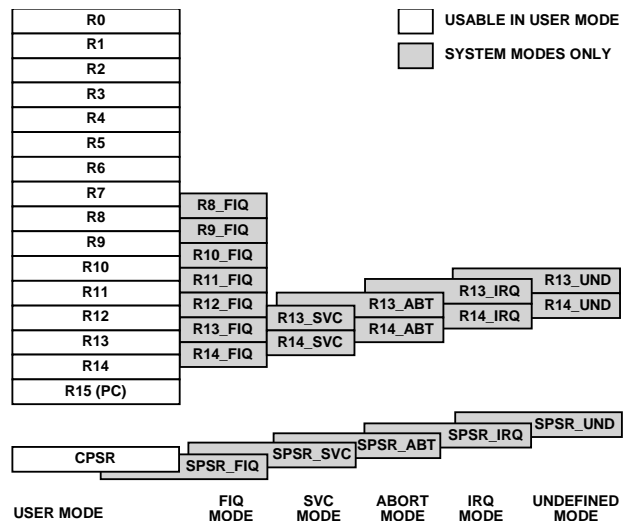 R0
R1
R2
R3
R4
R5
R6
R7
R8
R9
R10
R11
R12
R13
R14
R15 (PC)
R8_FIQ
R9_FIQ
R10_FIQ
R11_FIQ
R12_FIQ
R13_FIQ
R14_FIQ
R13_SVC
R14_SVC
R13_ABT
R14_ABT
R13_IRQ
R14_IRQ
R13_UND
R14_UND
USABLE IN USER MODE
SYSTEM MODES ONLY
CPSR
SPSR_FIQ
SPSR_SVC
SPSR_ABT
SPSR_IRQ
SPSR_UND
USER MODE
FIQ
MODE
SVC
MODE
ABORT
MODE
IRQ
MODE
UNDEFINED
MODE